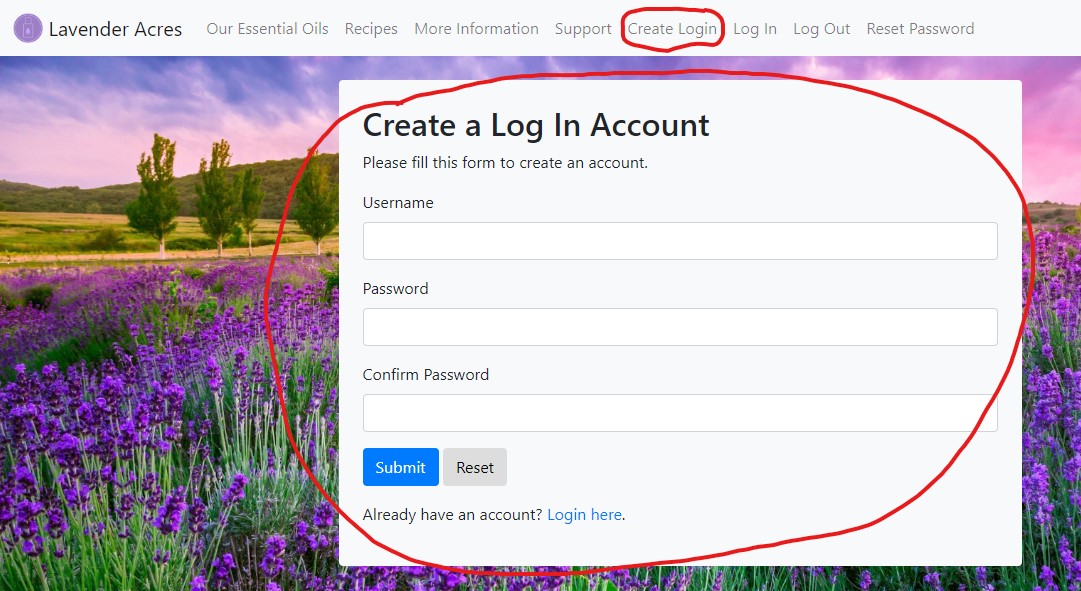 Lavender Acres Our Essential Oils Recipes More Information Support Create Login Log In Log Out Reset Password
Create a Log In Account
Please fill this form to create an account.
Username
Password
Confirm Password
Submit Reset
Already have an account? Login here.